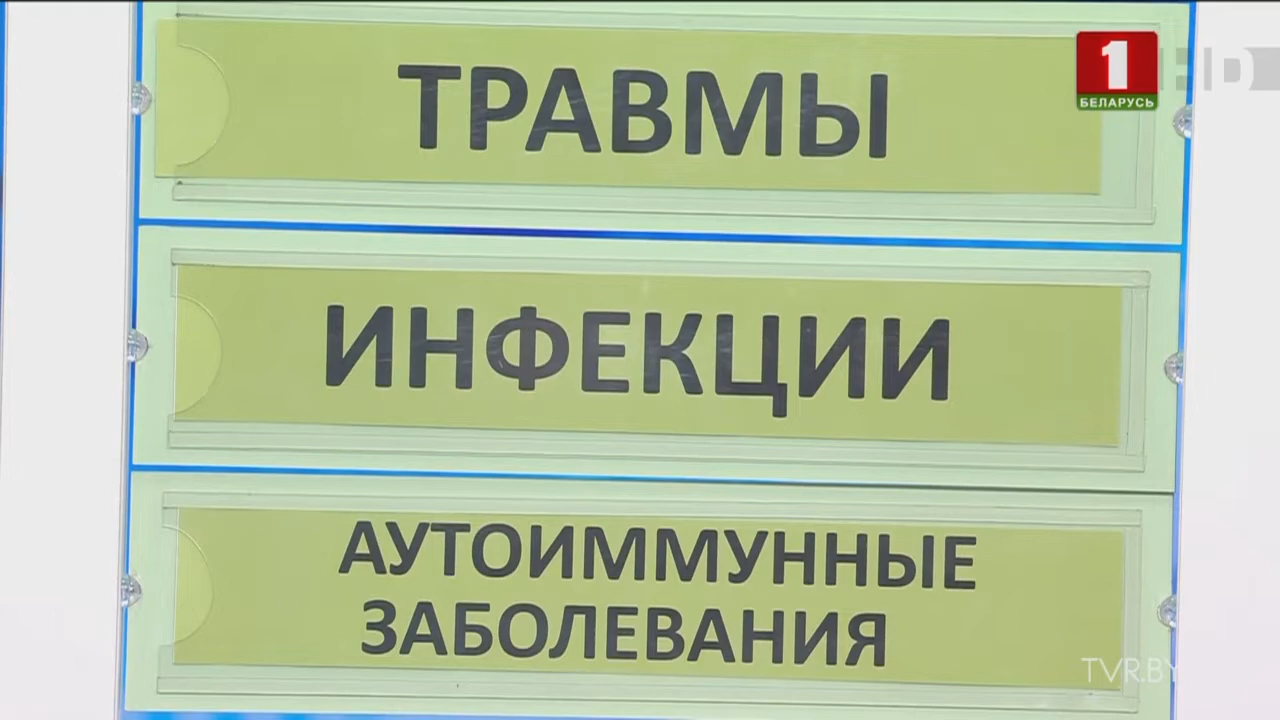 1
HD
БЕЛАРУСЬ
ТРАВМЫ
ИНФЕКЦИИ
АУТОИММУННЫЕ
ЗАБОЛЕВАНИЯ
TVR.BY